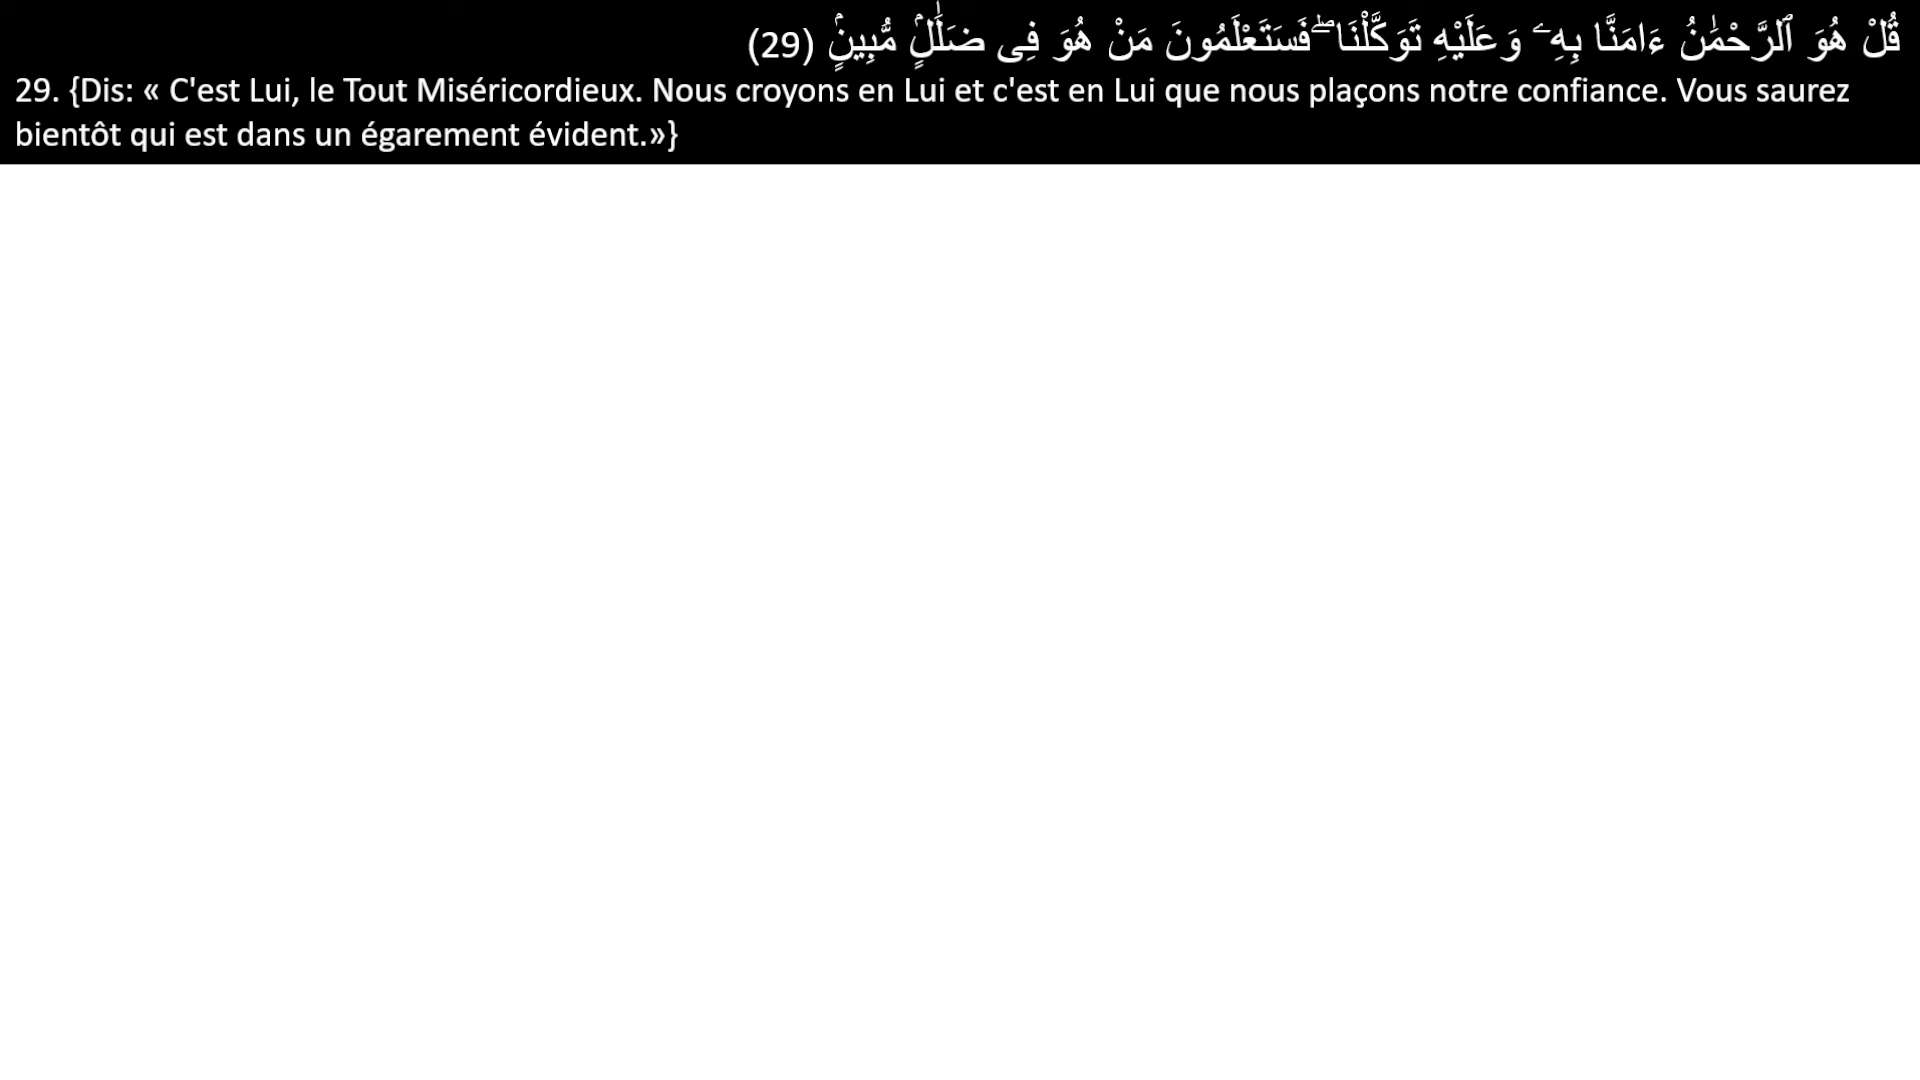 قُلْ هُوَ ٱلرَّحْمَٰنُ ءَامَنَّا بِهِۦ وَعَلَيْهِ تَوَكَّلْنَا ۖ فَسَتَعْلَمُونَ مَنْ هُوَ فِى ضَلَٰلٍۢ مُّبِينٍۢ (29)
29. {Dis: « C'est Lui, le Tout Miséricordieux. Nous croyons en Lui et c'est en Lui que nous plaçons notre confiance. Vous saurez
bientôt qui est dans un égarement évident.»}